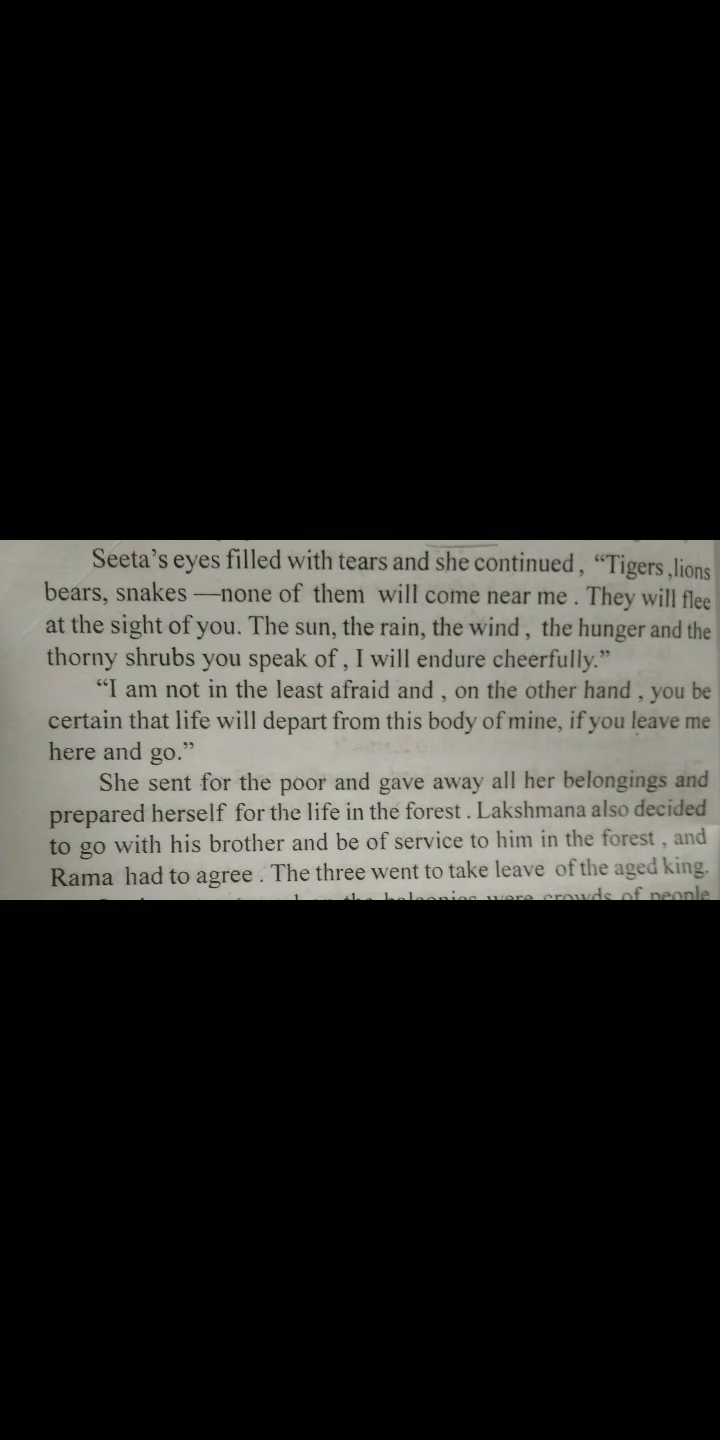 Seeta's eyes filled with tears and she continued , “Tigers ,lions
bears, snakes —none of them will come near me . They will flee
at the sight of you. The sun, the rain, the wind , the hunger and the
thorny shrubs you speak of , I will endure cheerfully.”
“I am not in the least afraid and , on the other hand , you be
certain that life will depart from this body of mine, if you leave me
here and go.”
She sent for the poor and gave away all her belongings and
prepared herself for the life in the forest . Lakshmana also decided
to go with his brother and be of service to him in the forest , and
Rama had to agree . The three went to take leave of the aged king.
the balconies were crowds of people